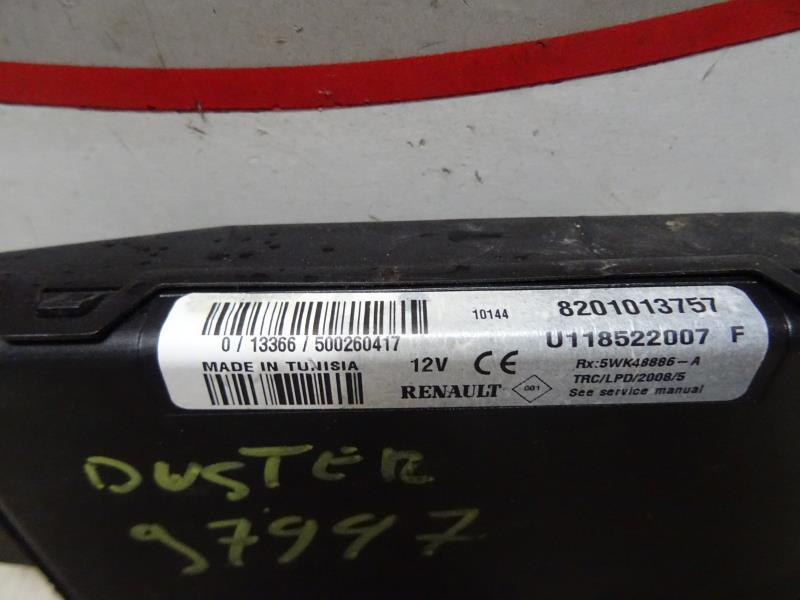 10144 8201013757
0 / 13366 / 500260417 U118522007 F
MADE IN TUNISIA 12V CE Rx:5WK48886-A
TRC/LPD/2008/5
RENAULT 001 See service manual
DUSTER
97997